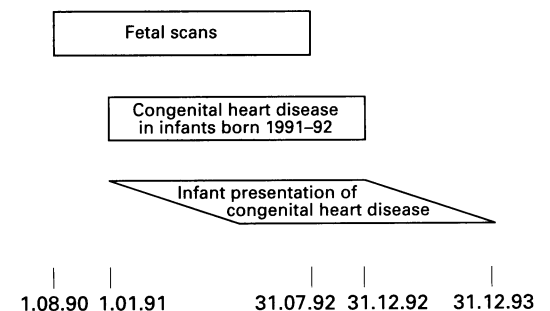 Fetal scans
Congenital heart disease
in infants born 1991–92
Infant presentation of
congenital heart disease
1.08.90 1.01.91 31.07.92 31.12.92 31.12.93